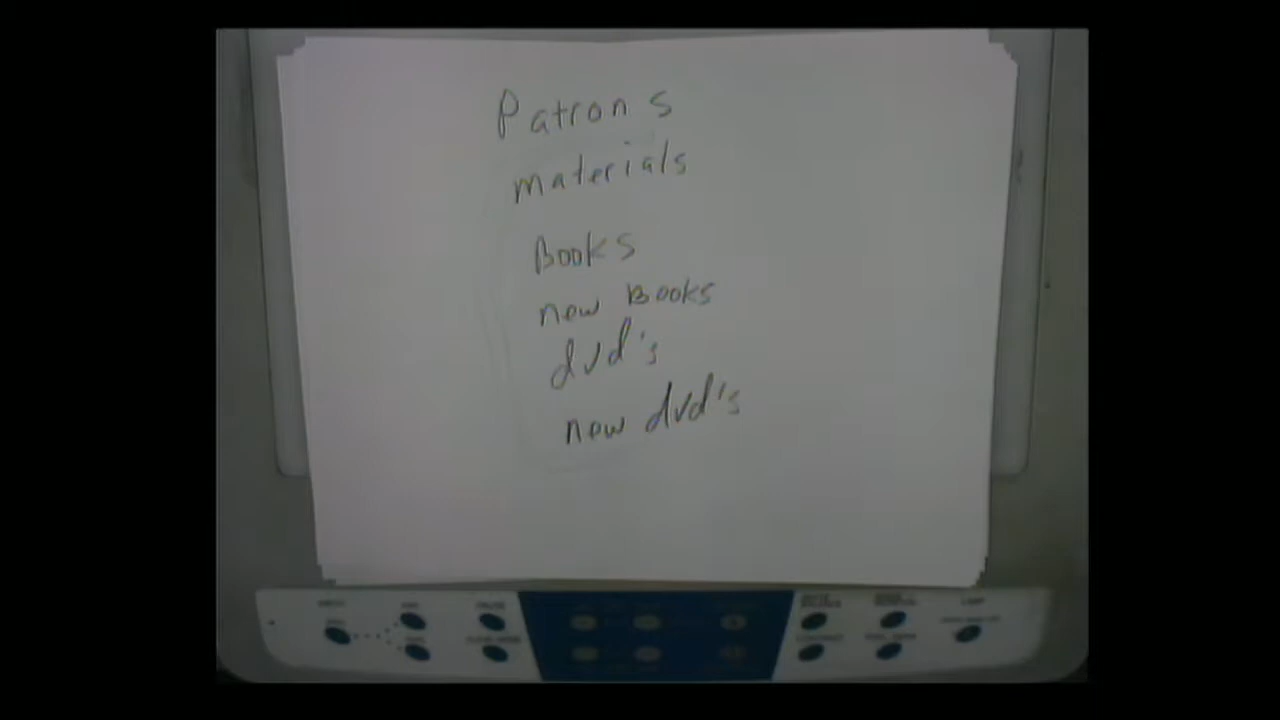 Patrons
materials
Books
new Books
dvd's
new dvd's